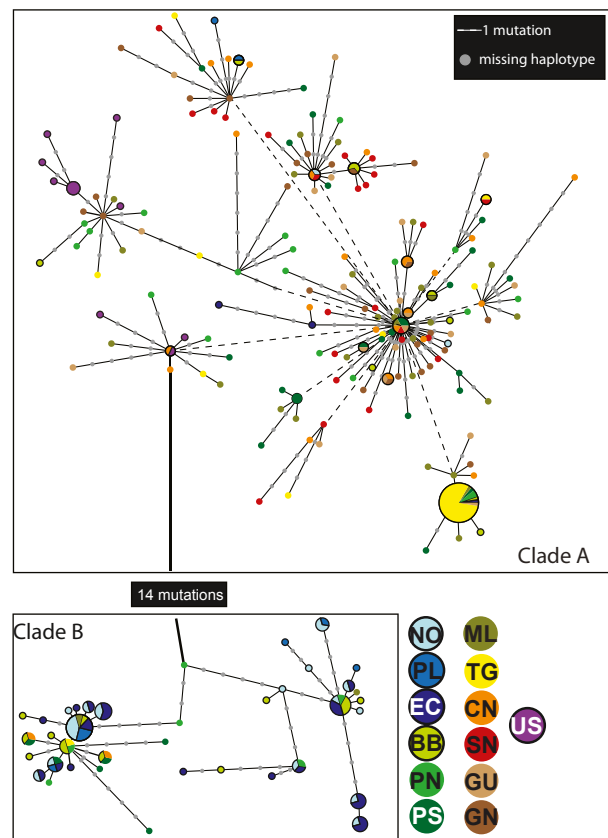 1 mutation
missing haplotype
Clade A
14 mutations
Clade B
NO ML
PL TG
EC CN
BB SN
US
PN GU
PS GN